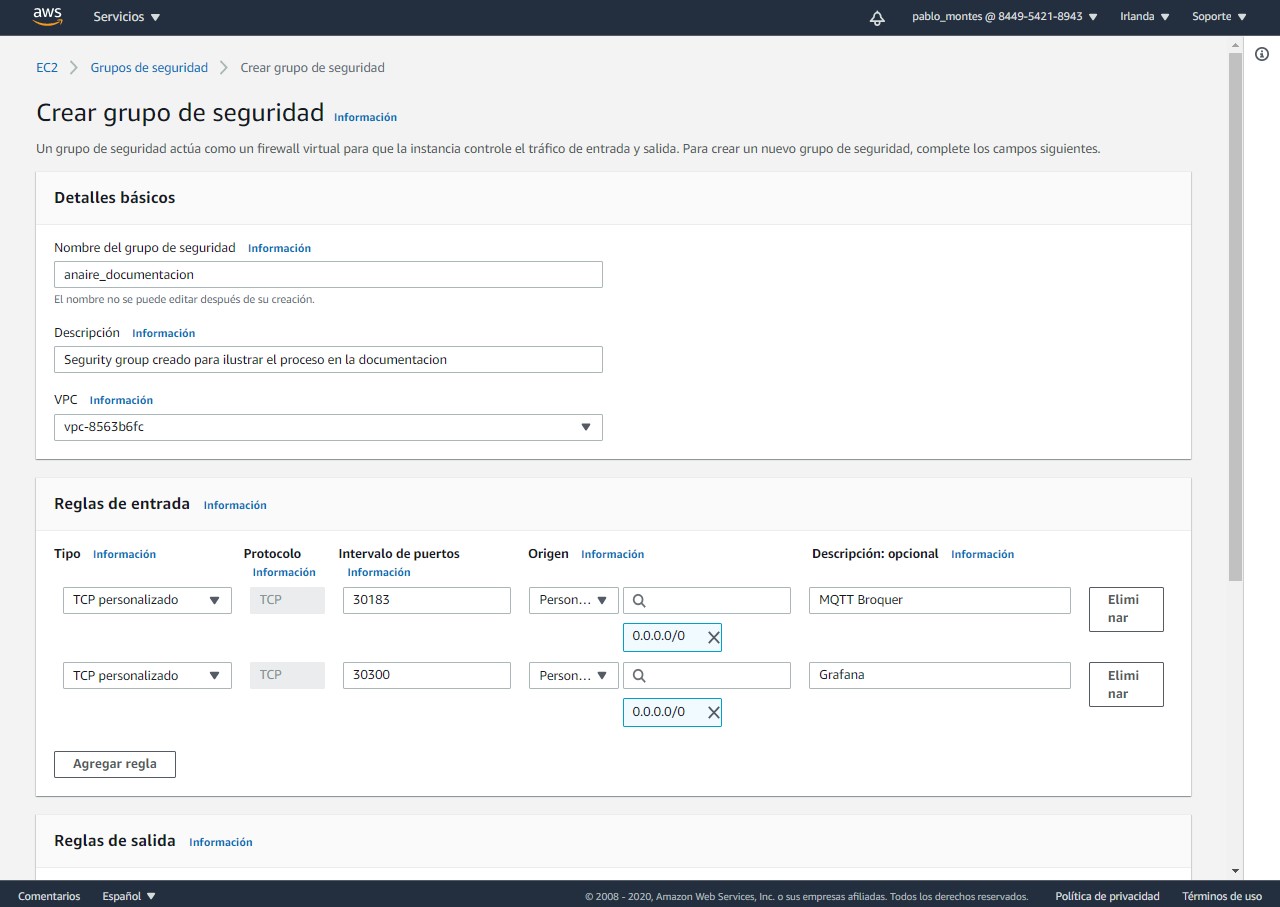 aws Servicios pablo_montes @ 8449-5421-8943 Irlanda Soporte
EC2 Grupos de seguridad Crear grupo de seguridad
Crear grupo de seguridad Información
Un grupo de seguridad actúa como un firewall virtual para que la instancia controle el tráfico de entrada y salida. Para crear un nuevo grupo de seguridad, complete los campos siguientes.
Detalles básicos
Nombre del grupo de seguridad Información
anaire_documentacion
El nombre no se puede editar después de su creación.
Descripción Información
Segurity group creado para ilustrar el proceso en la documentacion
VPC Información
vpc-8563b6fc
Reglas de entrada Información
Tipo Información Protocolo Intervalo de puertos Origen Información Descripción: opcional Información
Información Información
TCP personalizado TCP 30183 Person... MQTT Broquer Elimi
nar
0.0.0.0/0
TCP personalizado TCP 30300 Person... Grafana Elimi
nar
0.0.0.0/0
Agregar regla
Reglas de salida Información
Comentarios Español © 2008 - 2020, Amazon Web Services, Inc. o sus empresas afiliadas. Todos los derechos reservados. Política de privacidad Términos de uso